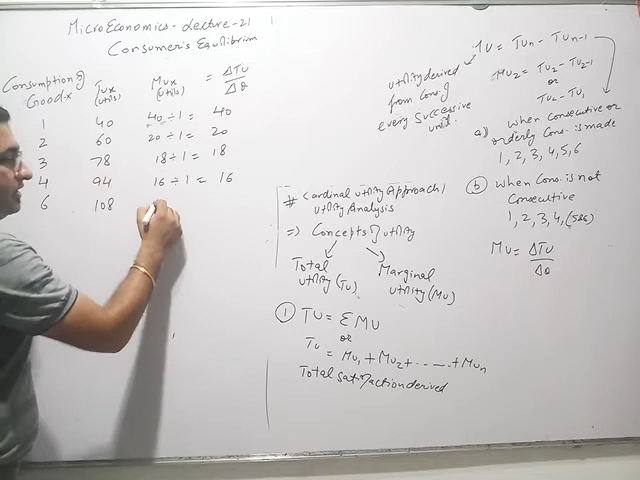 MicroEconomics - Lecture-21
Consumer's Equilibrium
Consumption of Good-x TUx (utils) MUx (utils) = ΔTU/ΔQ
1 40 40 ÷ 1 = 40
2 60 20 ÷ 1 = 20
3 78 18 ÷ 1 = 18
4 94 16 ÷ 1 = 16
6 108
# Cardinal utility Approach/
utility Analysis
=> Concepts of utility
Total utility (TU)
Marginal utility (MU)
① TU = ΣMU
or
TU = MU1 + MU2 + ...... + MUn
Total satisfaction derived
MU = TUn - TUn-1
utility derived
from Con. of
every successive
unit.
MU2 = TU2 - TU2-1
or
TU2 - TU1
a) when consecutive or
orderly Cons. is made
1, 2, 3, 4, 5, 6
ⓑ when Cons. is not
Consecutive
1, 2, 3, 4, (5&6)
MU = ΔTU/ΔQ